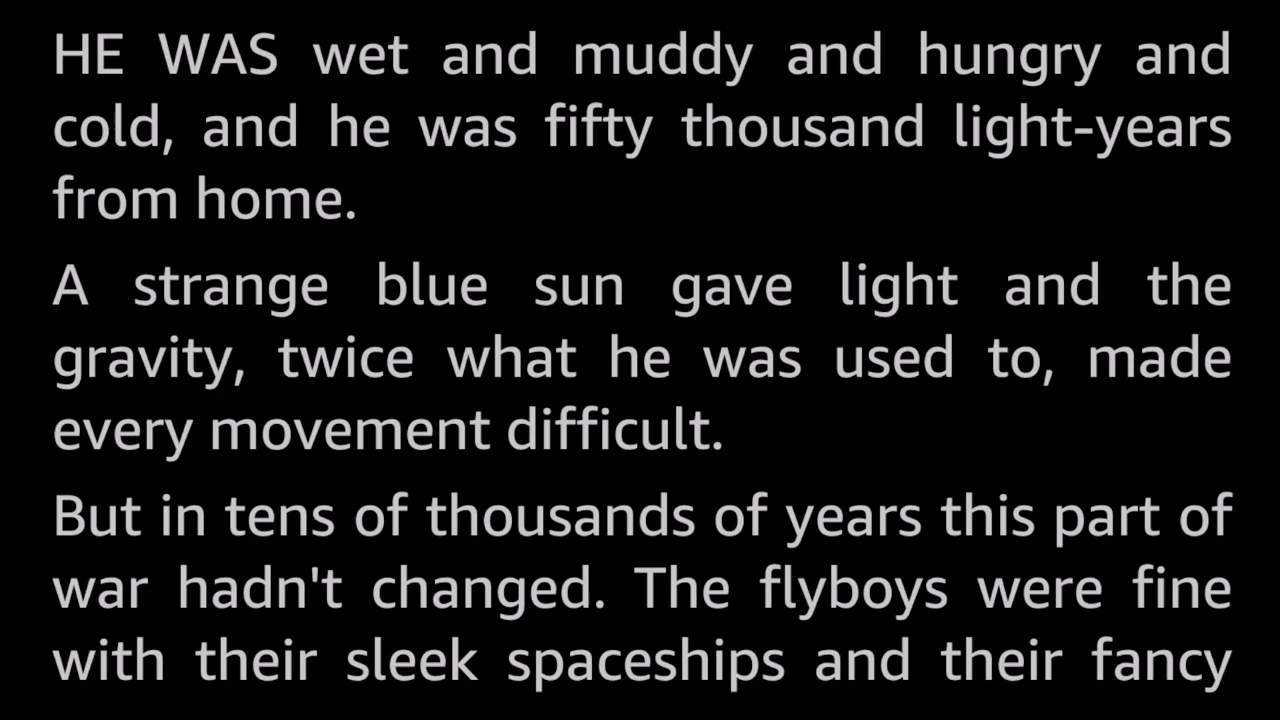 HE WAS wet and muddy and hungry and
cold, and he was fifty thousand light-years
from home.
A strange blue sun gave light and the
gravity, twice what he was used to, made
every movement difficult.
But in tens of thousands of years this part of
war hadn't changed. The flyboys were fine
with their sleek spaceships and their fancy